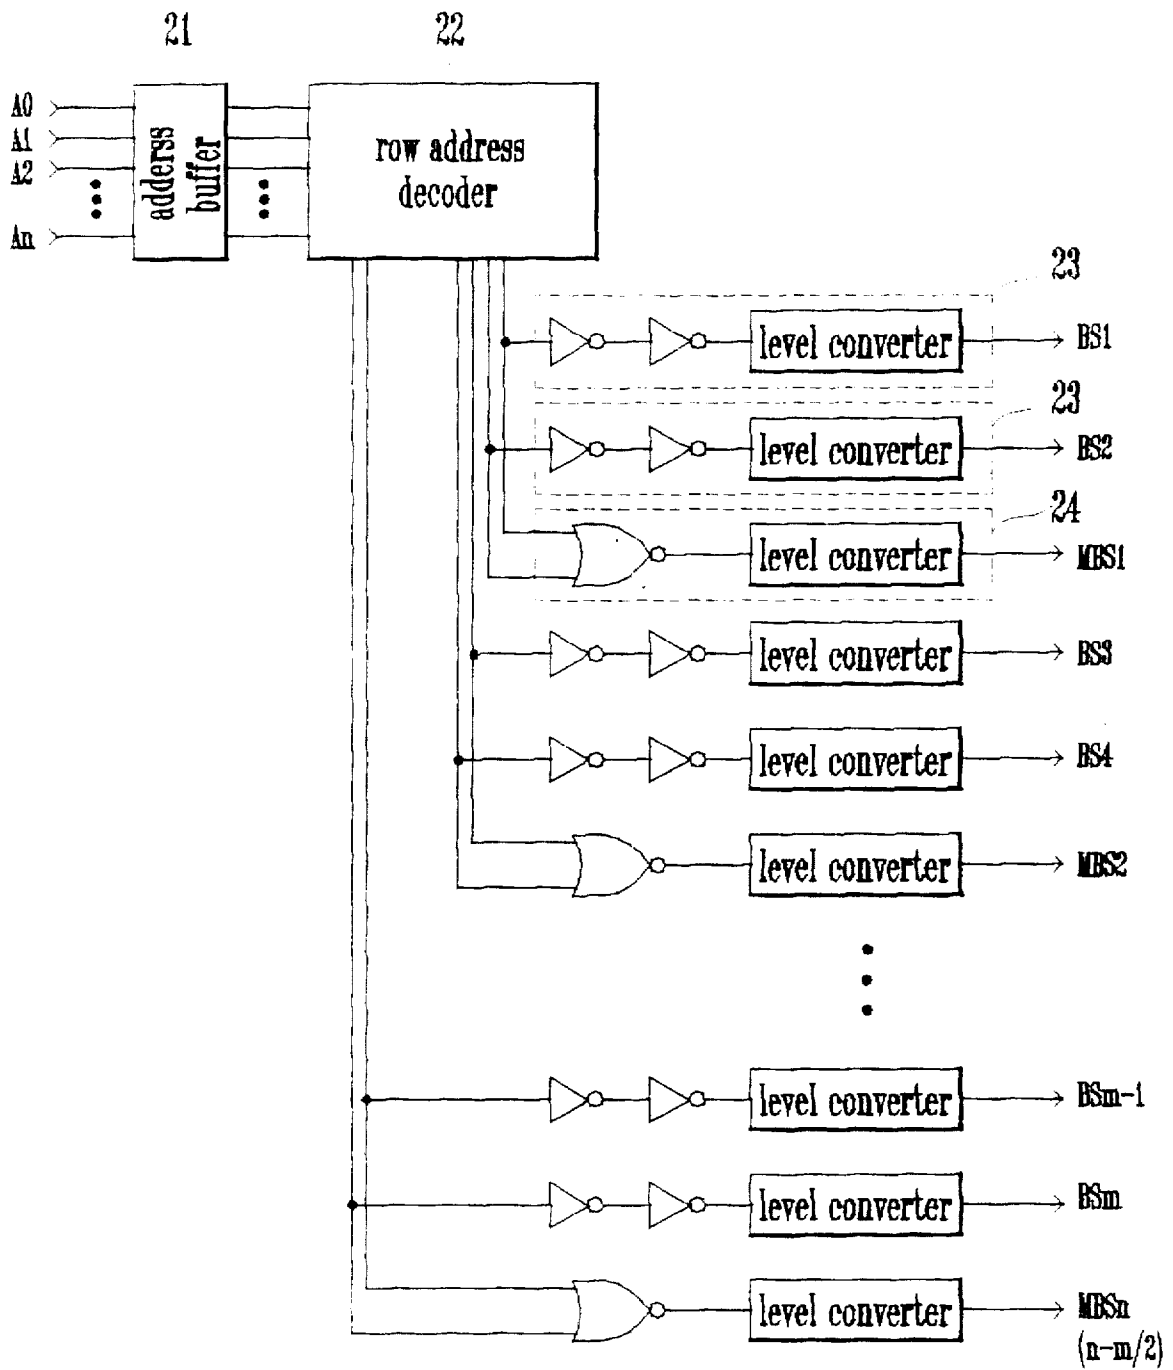 21
22
A0
A1
A2
An
adderss
buffer
row address
decoder
23
level converter
BS1
23
level converter
BS2
24
level converter
MBS1
level converter
BS3
level converter
BS4
level converter
MBS2
level converter
BSm-1
level converter
BSm
level converter
MBSn
(n-m/2)